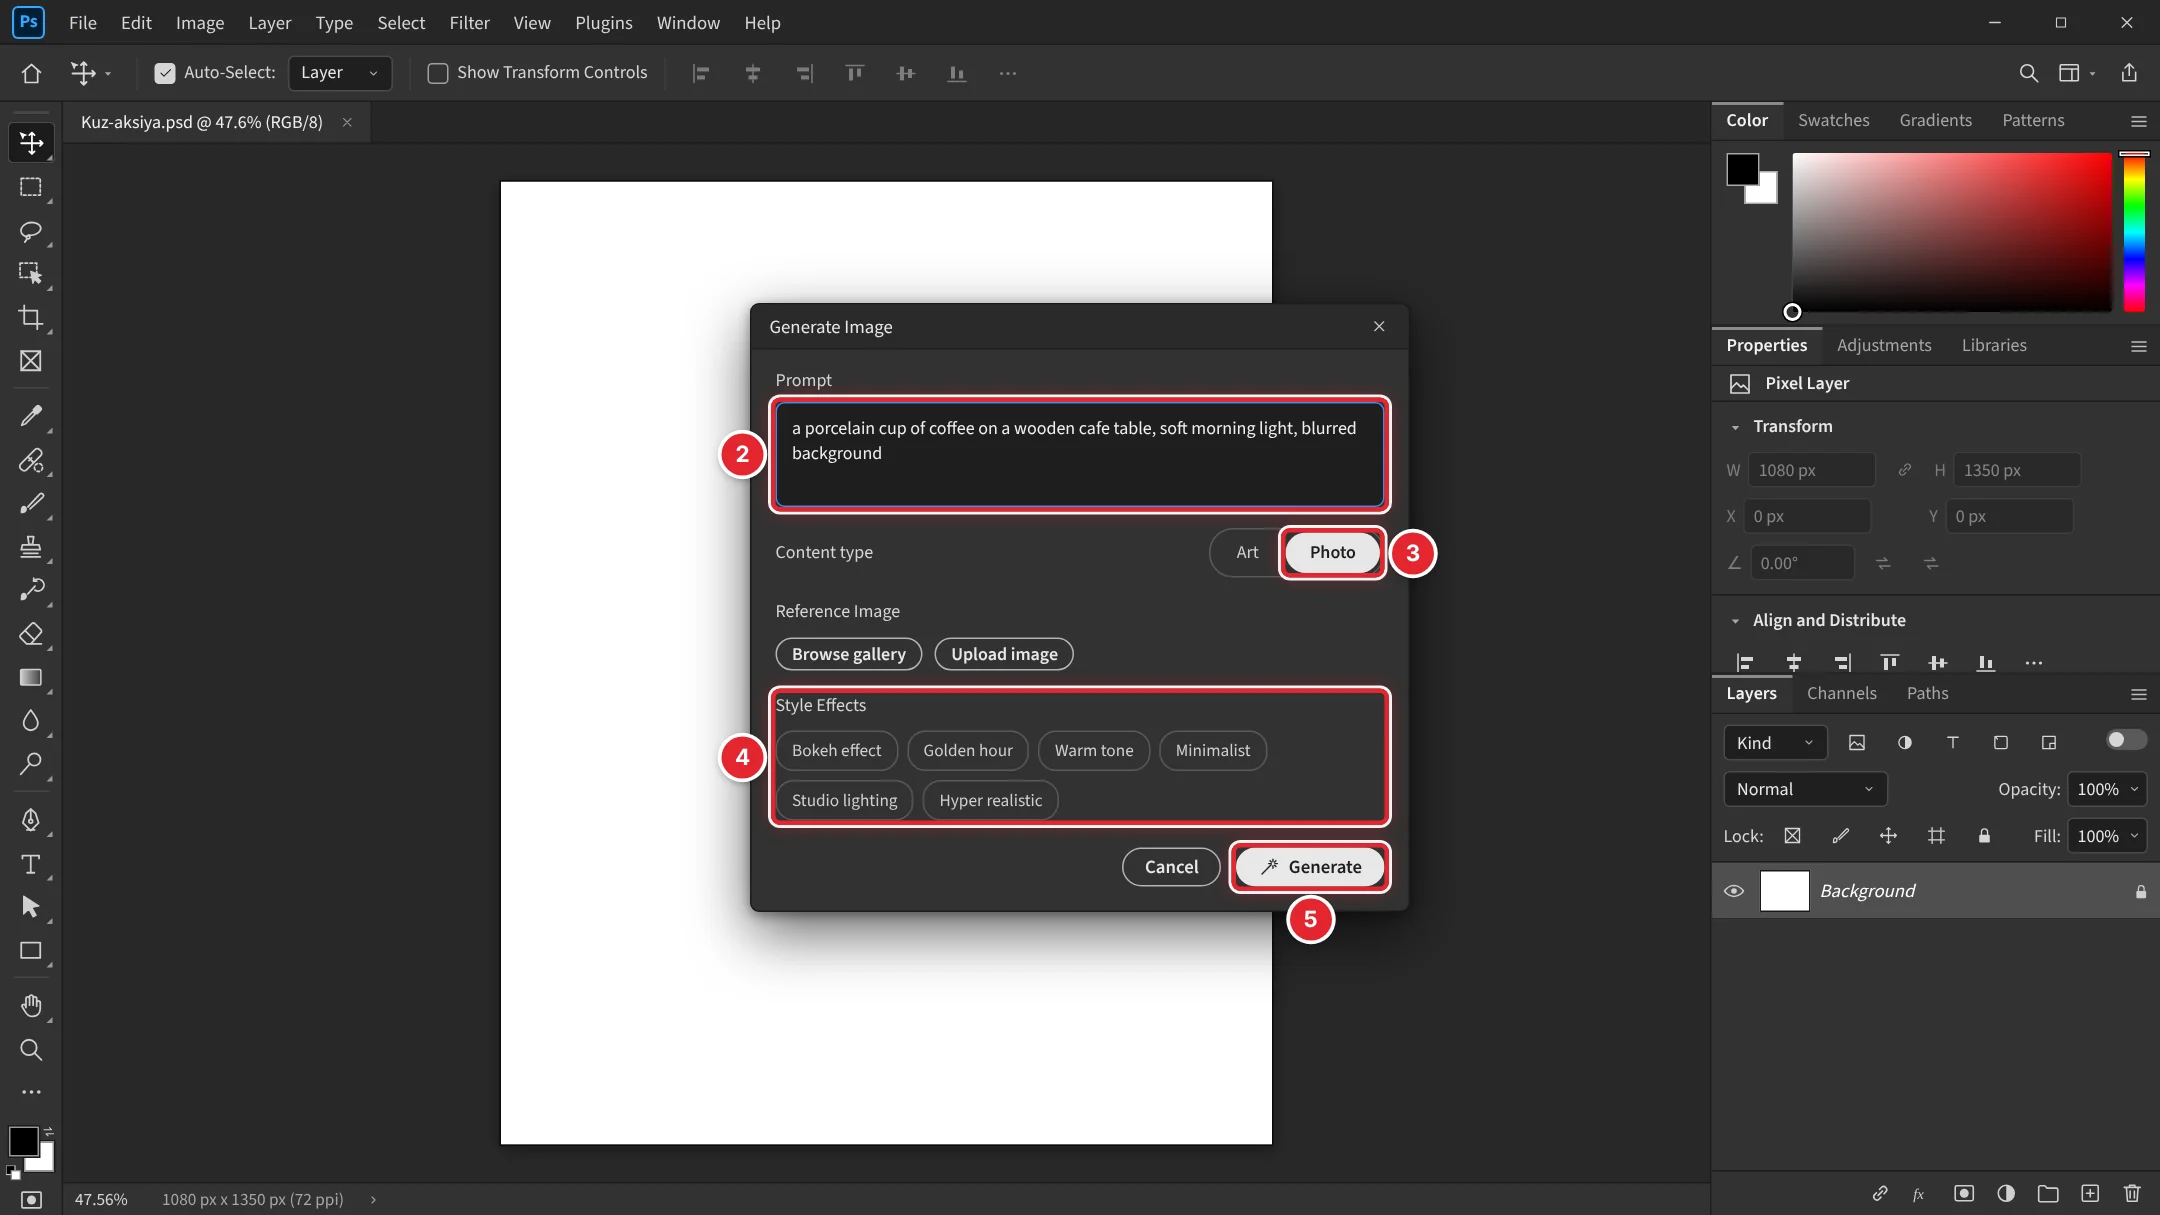 Ps File Edit Image Layer Type Select Filter View Plugins Window Help
Auto-Select: Layer Show Transform Controls
Kuz-aksiya.psd @ 47.6% (RGB/8)
Generate Image
Prompt
a porcelain cup of coffee on a wooden cafe table, soft morning light, blurred
background
2
Content type Art Photo 3
Reference Image
Browse gallery Upload image
Style Effects
4
Bokeh effect Golden hour Warm tone Minimalist
Studio lighting Hyper realistic
Cancel Generate
5
Color Swatches Gradients Patterns
Properties Adjustments Libraries
Pixel Layer
Transform
W 1080 px H 1350 px
X 0 px Y 0 px
0.00°
Align and Distribute
Layers Channels Paths
Kind
Normal Opacity: 100%
Lock: Fill: 100%
Background
fx
47.56% 1080 px x 1350 px (72 ppi)